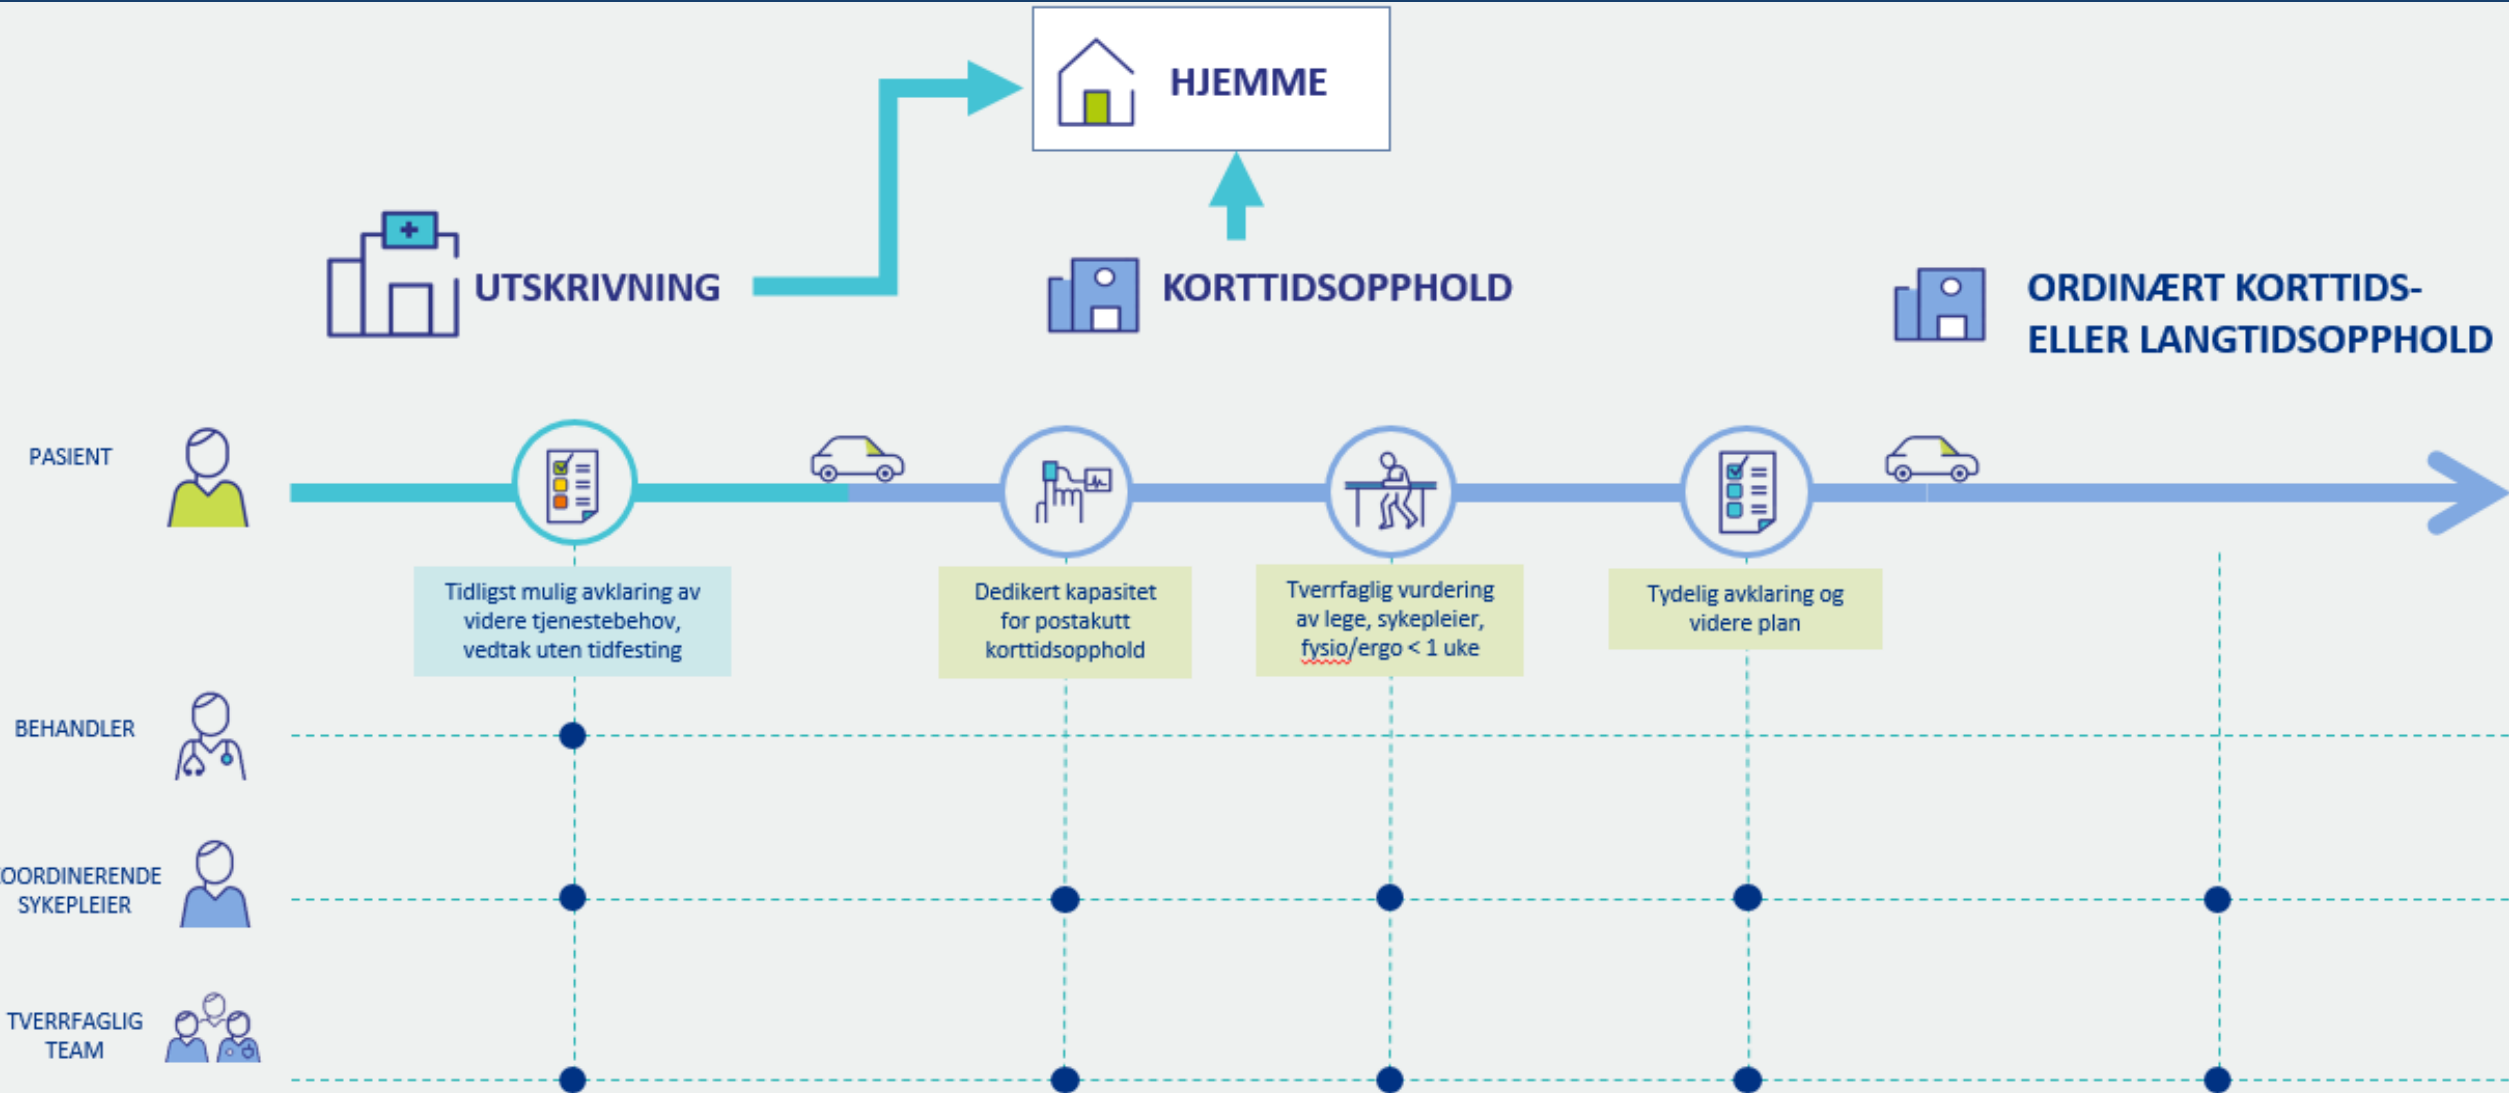 HJEMME
UTSKRIVNING
KORTTIDSOPPHOLD
ORDINÆRT KORTTIDS-
ELLER LANGTIDSOPPHOLD
PASIENT
Tidligst mulig avklaring av
videre tjenestebehov,
vedtak uten tidfesting
Dedikert kapasitet
for postakutt
korttidsopphold
Tverrfaglig vurdering
av lege, sykepleier,
fysio/ergo < 1 uke
Tydelig avklaring og
videre plan
BEHANDLER
OORDINERENDE
SYKEPLEIER
TVERRFAGLIG
TEAM